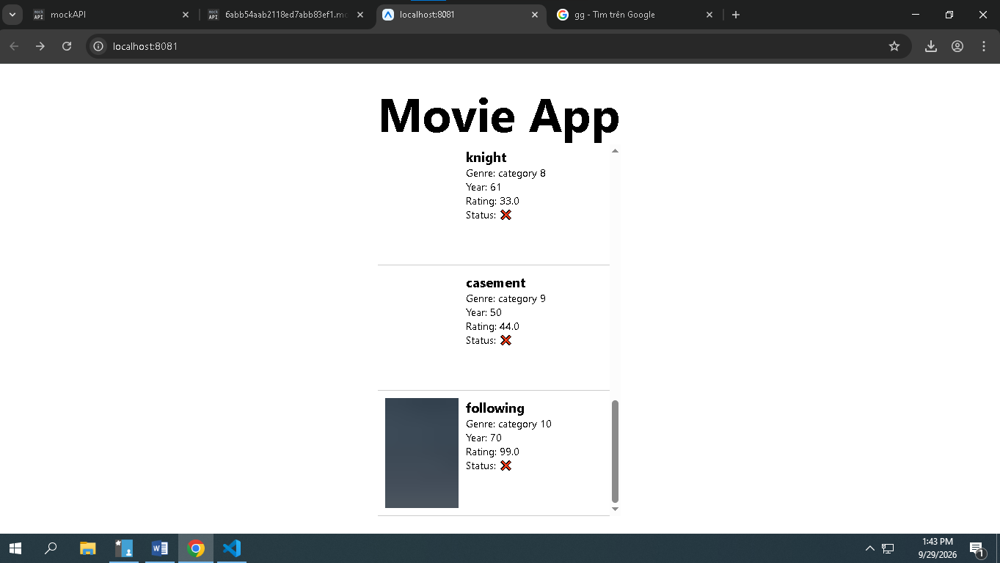 mockAPI
6abb54aab2118ed7abb83ef1.mc
localhost:8081
gg - Tìm trên Google
localhost:8081
Movie App
knight
Genre: category 8
Year: 61
Rating: 33.0
Status: ❌
casement
Genre: category 9
Year: 50
Rating: 44.0
Status: ❌
following
Genre: category 10
Year: 70
Rating: 99.0
Status: ❌
1:43 PM
9/29/2026
1